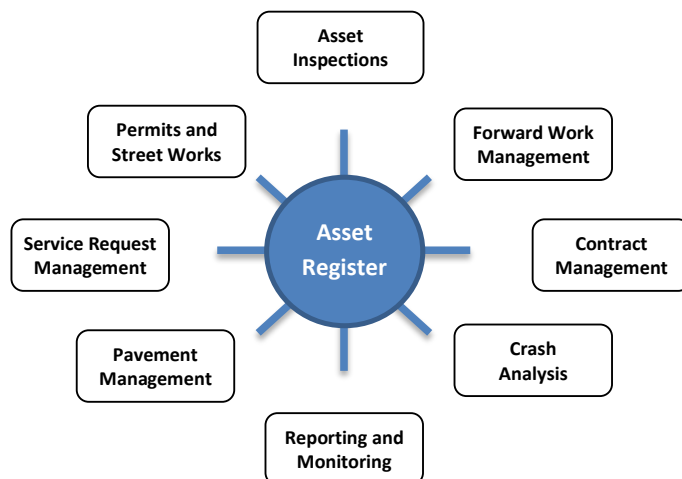 Asset
Inspections
Permits and
Street Works
Forward Work
Management
Service Request
Management
Asset
Register
Contract
Management
Pavement
Management
Crash
Analysis
Reporting and
Monitoring